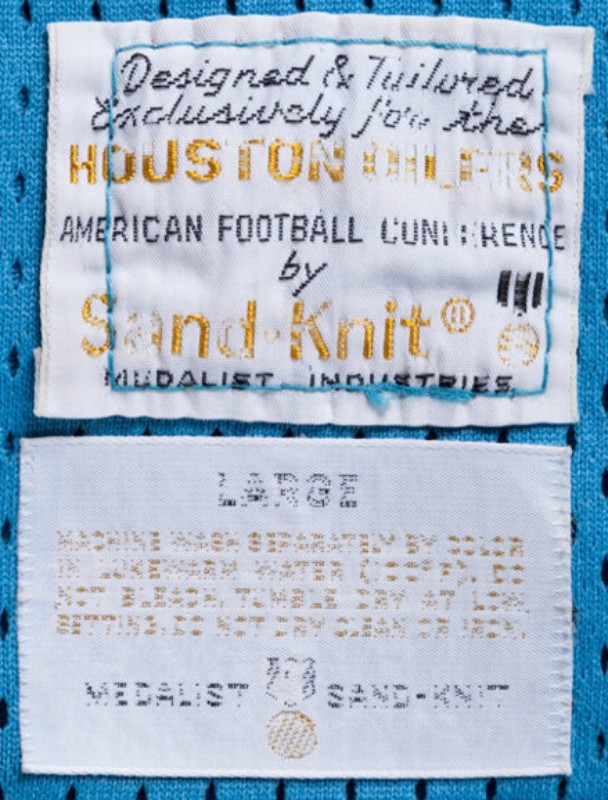 Designed & Tailored
Exclusively for the
HOUSTON OILERS
AMERICAN FOOTBALL CONFERENCE
by
Sand-Knit®
MEDALIST INDUSTRIES
LARGE
MACHINE WASH SEPARATELY BY COLOR
IN LUKEWARM WATER (100°F). DO
NOT BLEACH. TUMBLE DRY AT LOW
SETTING. DO NOT DRY CLEAN OR IRON.
MEDALIST SAND-KNIT